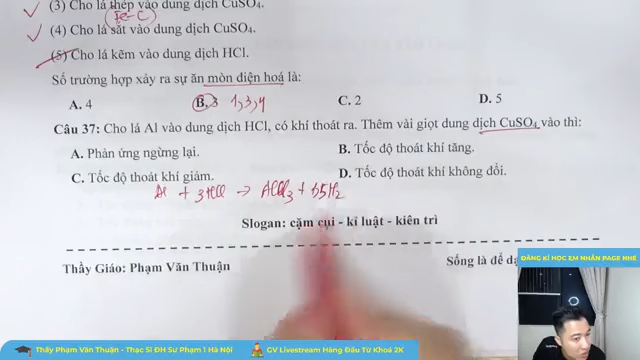 (3) Cho lá thép vào dung dịch CuSO₄.
Fe-C
(4) Cho lá sắt vào dung dịch CuSO₄.
(5) Cho lá kẽm vào dung dịch HCl.
Số trường hợp xảy ra sự ăn mòn điện hoá là:
A. 4 B. 3 1,3,4 C. 2 D. 5
Câu 37: Cho lá Al vào dung dịch HCl, có khí thoát ra. Thêm vài giọt dung dịch CuSO₄ vào thì:
A. Phản ứng ngừng lại. B. Tốc độ thoát khí tăng.
C. Tốc độ thoát khí giảm. D. Tốc độ thoát khí không đổi.
Al + 3HCl → AlCl₃ + 1,5H₂
Slogan: cặm cụi - kỉ luật - kiên trì
Thầy Giáo: Phạm Văn Thuận Sống là để dạ
ĐĂNG KÍ HỌC EM NHẮN PAGE NHÉ
Thầy Phạm Văn Thuận - Thạc Sĩ ĐH Sư Phạm 1 Hà Nội GV Livestream Hàng Đầu Từ Khoá 2K